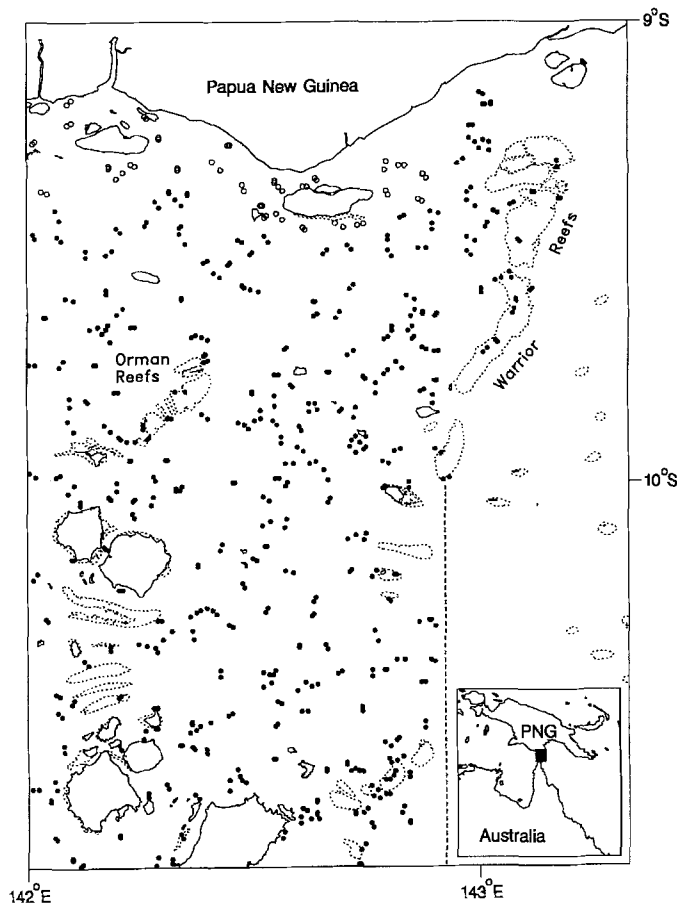 9°S
Papua New Guinea
Reefs
Orman
Reefs
Warrior
10°S
PNG
Australia
142°E
143°E